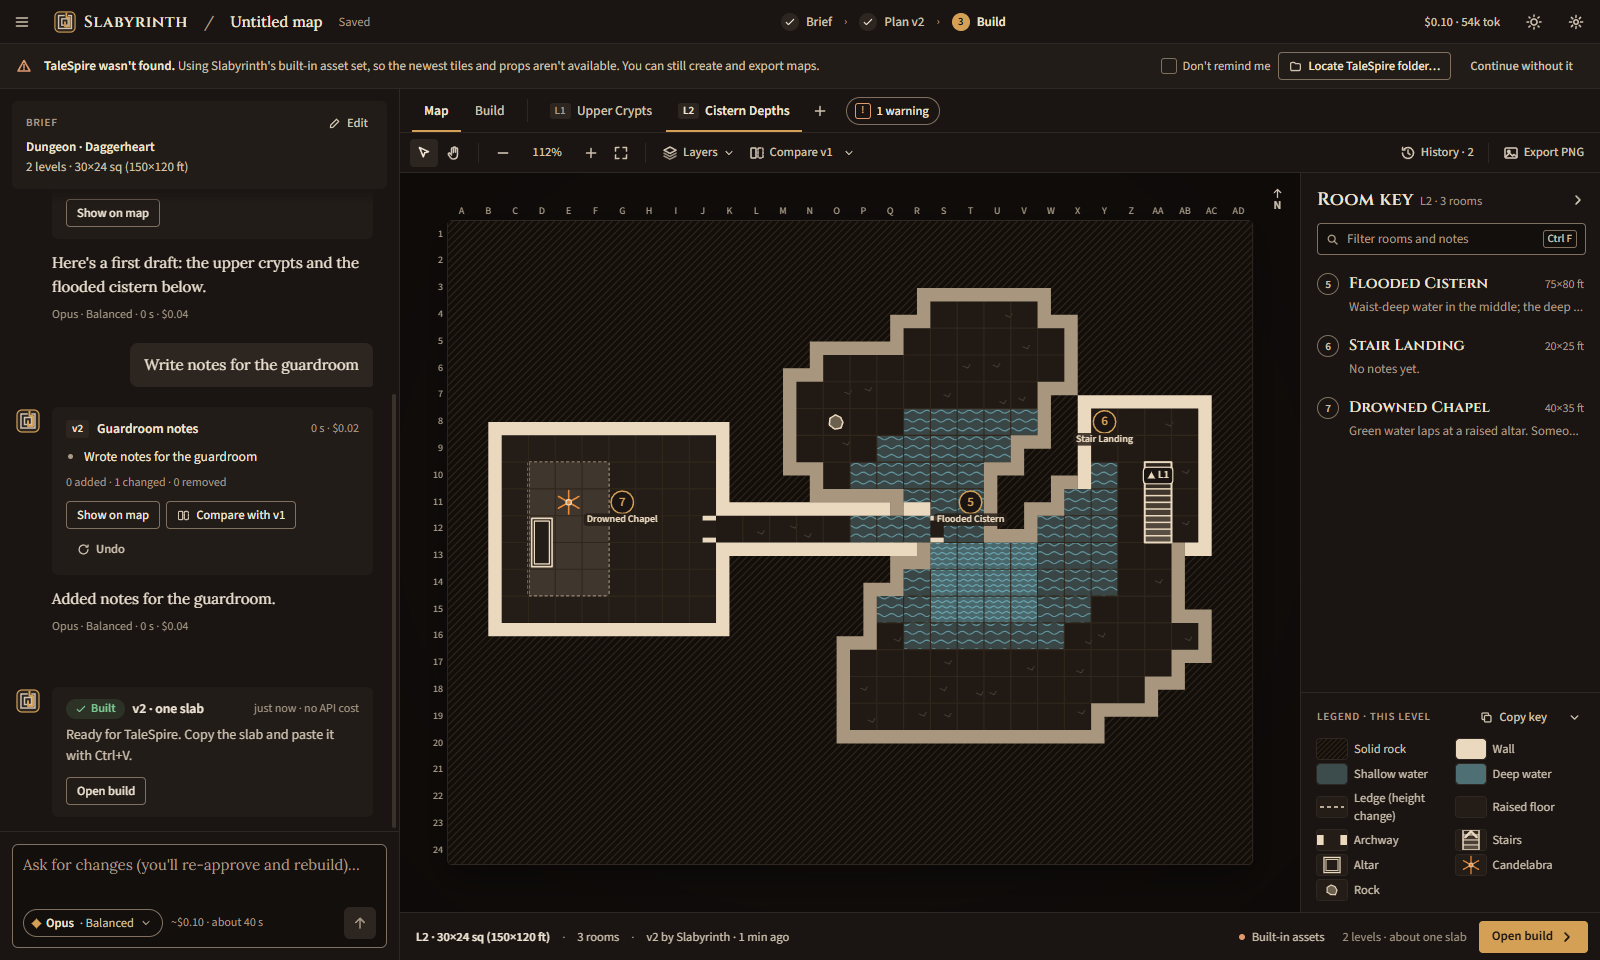 SLABYRINTH / Untitled map Saved
Brief › Plan v2 › 3 Build
$0.10 · 54k tok
TaleSpire wasn't found. Using Slabyrinth's built-in asset set, so the newest tiles and props aren't available. You can still create and export maps.
Don't remind me
Locate TaleSpire folder...
Continue without it
BRIEF
Edit
Dungeon · Daggerheart
2 levels · 30×24 sq (150×120 ft)
Show on map
Here's a first draft: the upper crypts and the
flooded cistern below.
Opus · Balanced · 0 s · $0.04
Write notes for the guardroom
v2 Guardroom notes 0 s · $0.02
• Wrote notes for the guardroom
0 added · 1 changed · 0 removed
Show on map
Compare with v1
Undo
Added notes for the guardroom.
Opus · Balanced · 0 s · $0.04
Built v2 · one slab just now · no API cost
Ready for TaleSpire. Copy the slab and paste it
with Ctrl+V.
Open build
Ask for changes (you'll re-approve and rebuild)...
Opus · Balanced
~$0.10 · about 40 s
Map Build L1 Upper Crypts L2 Cistern Depths + ! 1 warning
112%
Layers
Compare v1
History · 2
Export PNG
N
A B C D E F G H I J K L M N O P Q R S T U V W X Y Z AA AB AC AD
1
2
3
4
5
6
7
8
9
10
11
12
13
14
15
16
17
18
19
20
21
22
23
24
6
Stair Landing
L1
7
Drowned Chapel
5
Flooded Cistern
ROOM KEY L2 · 3 rooms
Filter rooms and notes Ctrl F
5 FLOODED CISTERN 75×80 ft
Waist-deep water in the middle; the deep ...
6 STAIR LANDING 20×25 ft
No notes yet.
7 DROWNED CHAPEL 40×35 ft
Green water laps at a raised altar. Someo...
LEGEND · THIS LEVEL
Copy key
Solid rock
Wall
Shallow water
Deep water
Ledge (height
change)
Raised floor
Archway
Stairs
Altar
Candelabra
Rock
L2 · 30×24 sq (150×120 ft) · 3 rooms · v2 by Slabyrinth · 1 min ago
Built-in assets
2 levels · about one slab
Open build